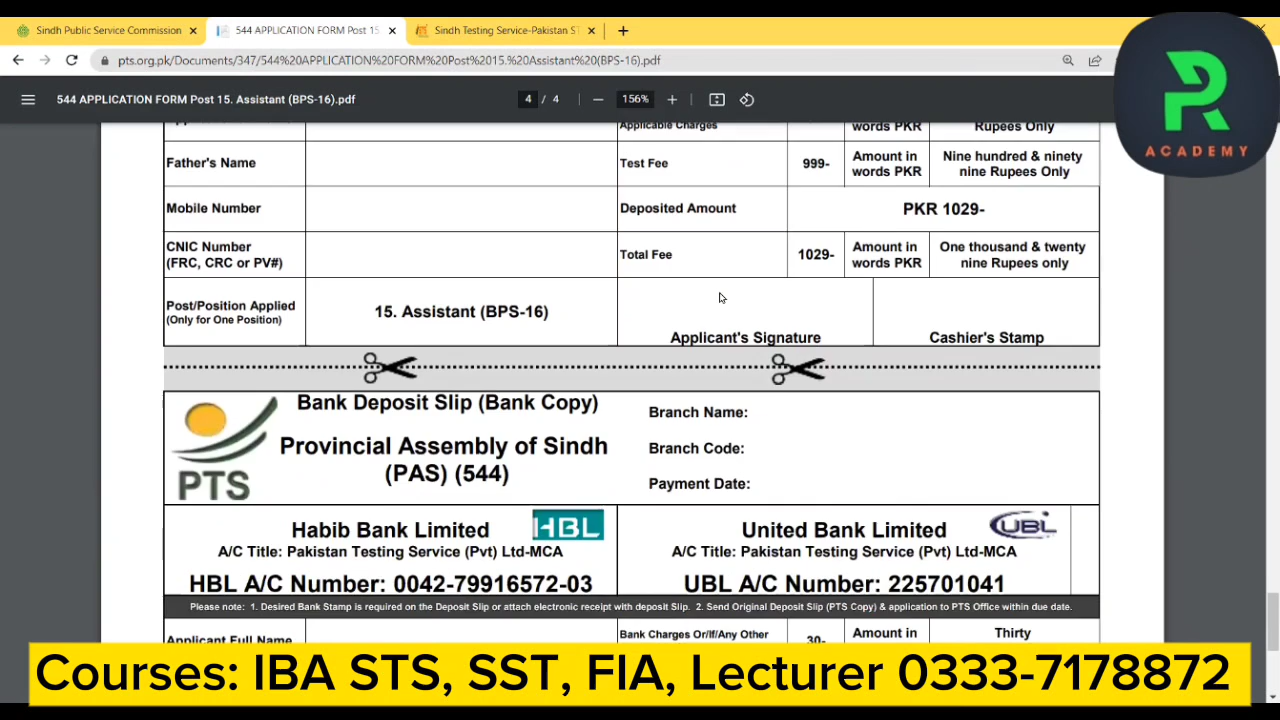 Sindh Public Service Commission
544 APPLICATION FORM Post 15
Sindh Testing Service-Pakistan ST
pts.org.pk/Documents/347/544%20APPLICATION%20FORM%20Post%2015.%20Assistant%20(BPS-16).pdf
544 APPLICATION FORM Post 15. Assistant (BPS-16).pdf
4 / 4
156%
R
ACADEMY
Applicable Charges
words PKR
Rupees Only
Father's Name
Test Fee
999-
Amount in
words PKR
Nine hundred & ninety
nine Rupees Only
Mobile Number
Deposited Amount
PKR 1029-
CNIC Number
(FRC, CRC or PV#)
Total Fee
1029-
Amount in
words PKR
One thousand & twenty
nine Rupees only
Post/Position Applied
(Only for One Position)
15. Assistant (BPS-16)
Applicant's Signature
Cashier's Stamp
Bank Deposit Slip (Bank Copy)
Provincial Assembly of Sindh
(PAS) (544)
PTS
Branch Name:
Branch Code:
Payment Date:
Habib Bank Limited
HBL
A/C Title: Pakistan Testing Service (Pvt) Ltd-MCA
HBL A/C Number: 0042-79916572-03
United Bank Limited
UBL
A/C Title: Pakistan Testing Service (Pvt) Ltd-MCA
UBL A/C Number: 225701041
Please note: 1. Desired Bank Stamp is required on the Deposit Slip or attach electronic receipt with deposit Slip. 2. Send Original Deposit Slip (PTS Copy) & application to PTS Office within due date.
Applicant Full Name
Bank Charges Or/If/Any Other
30-
Amount in
Thirty
Courses: IBA STS, SST, FIA, Lecturer 0333-7178872